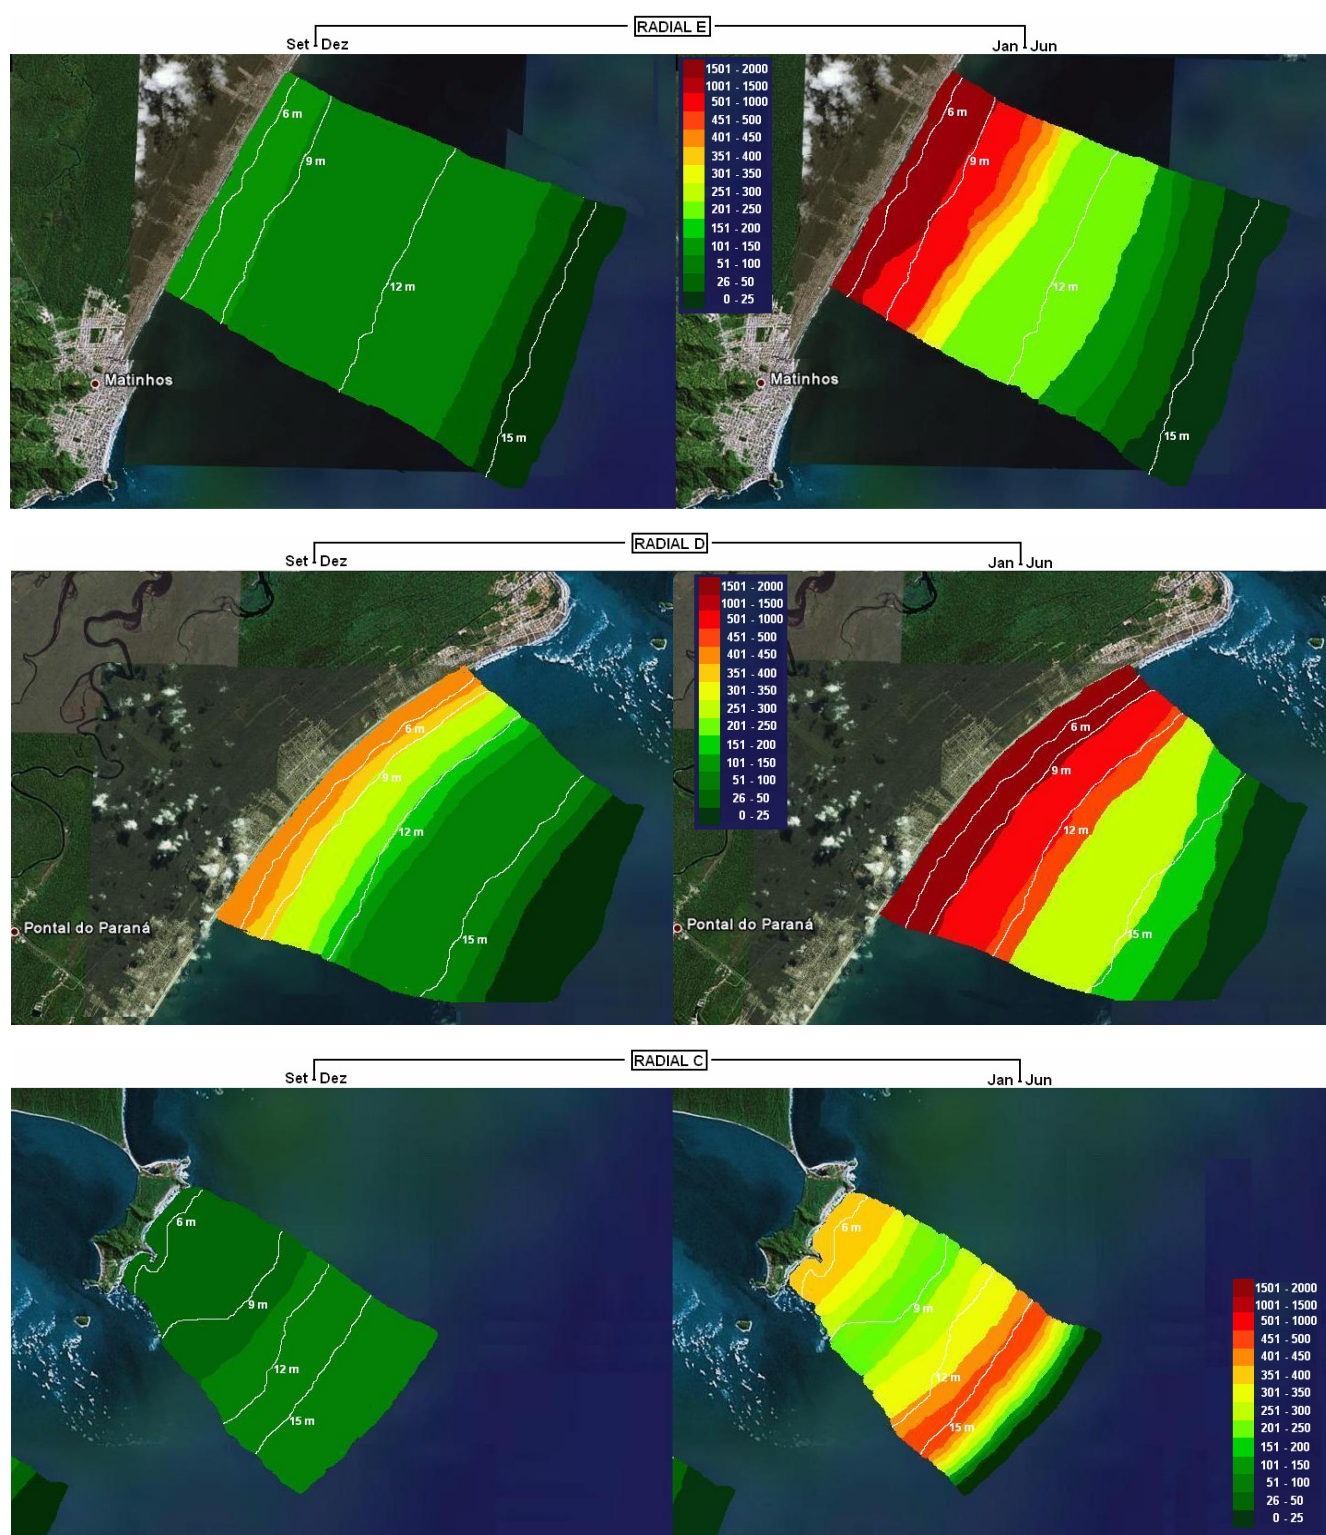 RADIAL E
Set Dez
Jan Jun
6 m
9 m
12 m
15 m
Matinhos
1501 - 2000
1001 - 1500
501 - 1000
451 - 500
401 - 450
351 - 400
301 - 350
251 - 300
201 - 250
151 - 200
101 - 150
51 - 100
26 - 50
0 - 25
6 m
9 m
12 m
15 m
Matinhos
RADIAL D
Set Dez
Jan Jun
6 m
9 m
12 m
15 m
Pontal do Paraná
1501 - 2000
1001 - 1500
501 - 1000
451 - 500
401 - 450
351 - 400
301 - 350
251 - 300
201 - 250
151 - 200
101 - 150
51 - 100
26 - 50
0 - 25
6 m
9 m
12 m
15 m
Pontal do Paraná
RADIAL C
Set Dez
Jan Jun
6 m
9 m
12 m
15 m
6 m
9 m
12 m
15 m
1501 - 2000
1001 - 1500
501 - 1000
451 - 500
401 - 450
351 - 400
301 - 350
251 - 300
201 - 250
151 - 200
101 - 150
51 - 100
26 - 50
0 - 25